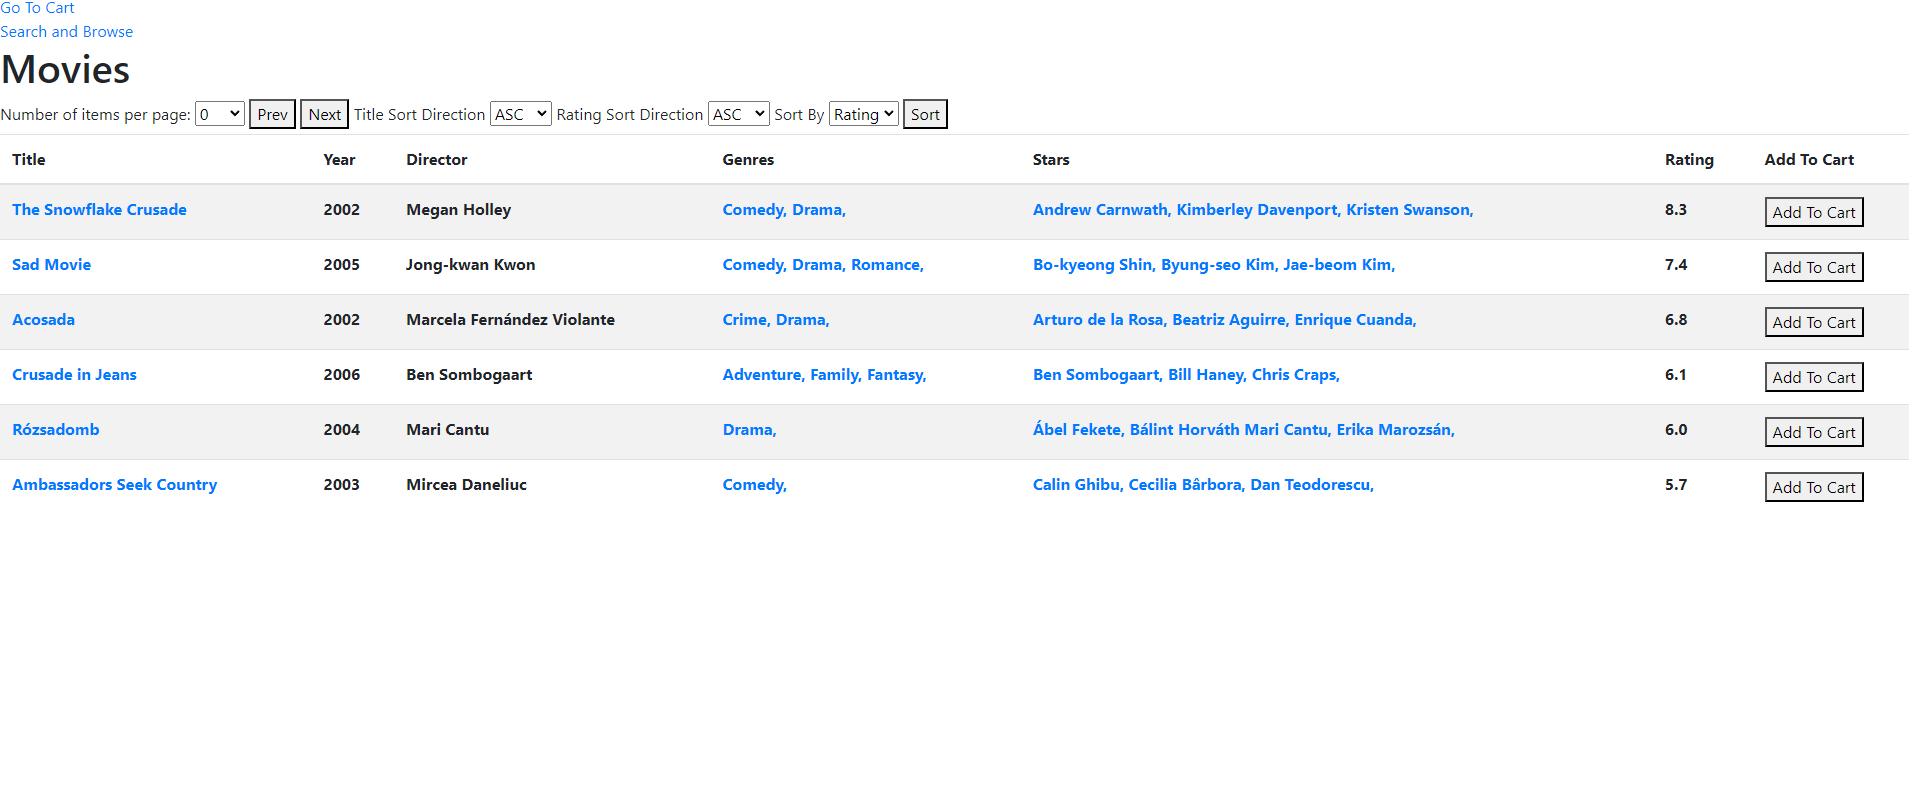 Go To Cart
Search and Browse
Movies
Number of items per page: 0 Prev Next Title Sort Direction ASC Rating Sort Direction ASC Sort By Rating Sort
Title Year Director Genres Stars Rating Add To Cart
The Snowflake Crusade 2002 Megan Holley Comedy, Drama, Andrew Carnwath, Kimberley Davenport, Kristen Swanson, 8.3 Add To Cart
Sad Movie 2005 Jong-kwan Kwon Comedy, Drama, Romance, Bo-kyeong Shin, Byung-seo Kim, Jae-beom Kim, 7.4 Add To Cart
Acosada 2002 Marcela Fernández Violante Crime, Drama, Arturo de la Rosa, Beatriz Aguirre, Enrique Cuanda, 6.8 Add To Cart
Crusade in Jeans 2006 Ben Sombogaart Adventure, Family, Fantasy, Ben Sombogaart, Bill Haney, Chris Craps, 6.1 Add To Cart
Rózsadomb 2004 Mari Cantu Drama, Ábel Fekete, Bálint Horváth Mari Cantu, Erika Marozsán, 6.0 Add To Cart
Ambassadors Seek Country 2003 Mircea Daneliuc Comedy, Calin Ghibu, Cecilia Bârbora, Dan Teodorescu, 5.7 Add To Cart